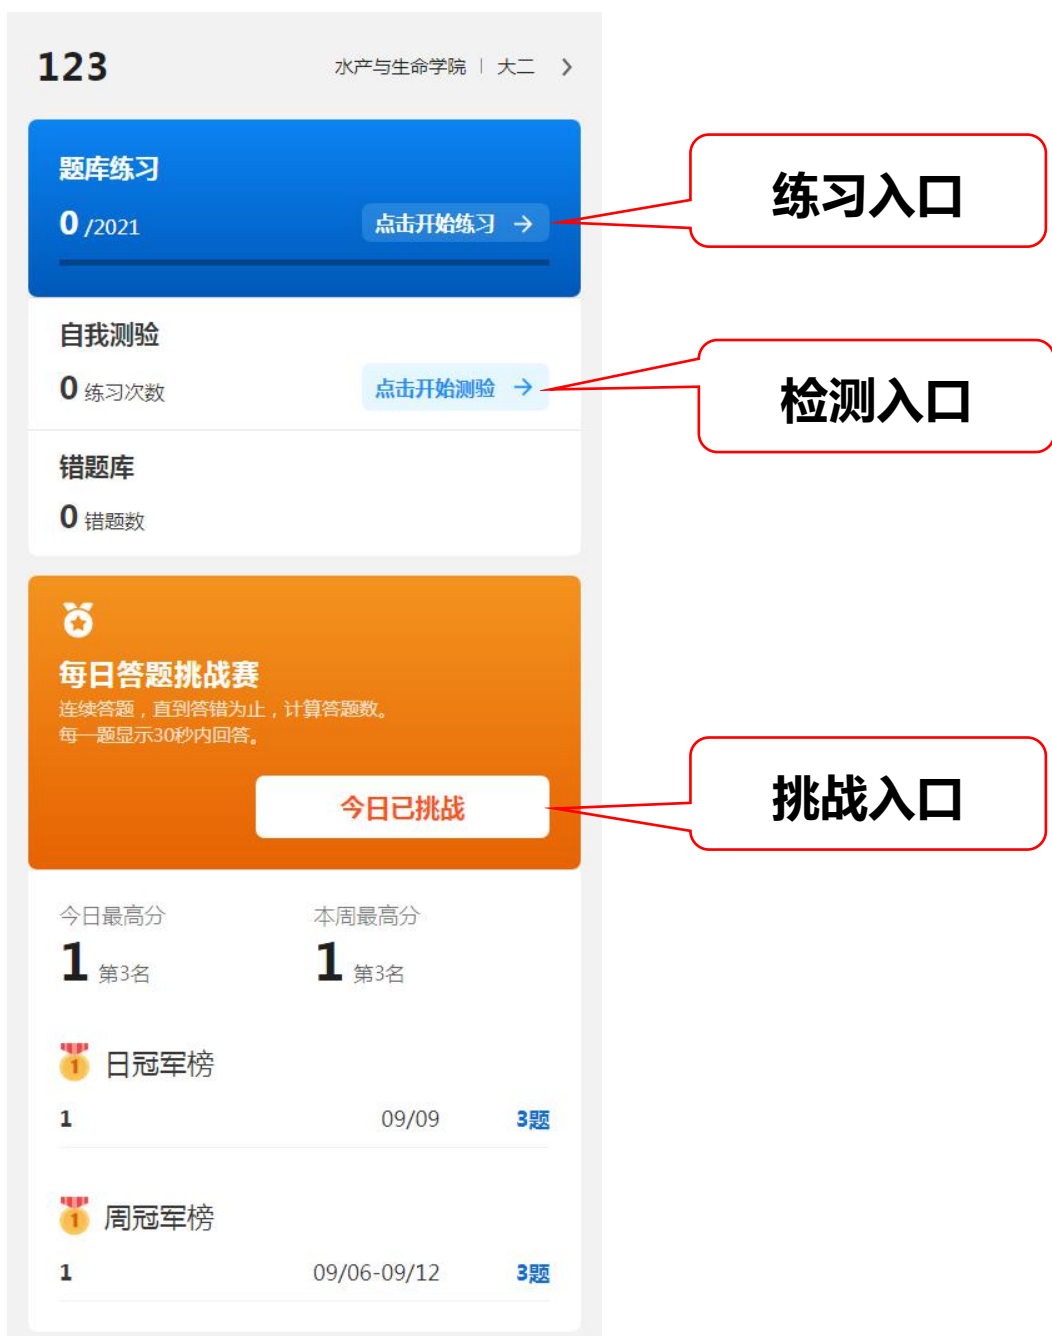 123
水产与生命学院 | 大二 >
题库练习
0 /2021
点击开始练习 →
练习入口
自我测验
0 练习次数
点击开始测验 →
检测入口
错题库
0 错题数
每日答题挑战赛
连续答题，直到答错为止，计算答题数。
每一题显示30秒内回答。
今日已挑战
挑战入口
今日最高分
本周最高分
1 第3名
1 第3名
1 日冠军榜
1 09/09 3题
1 周冠军榜
1 09/06-09/12 3题